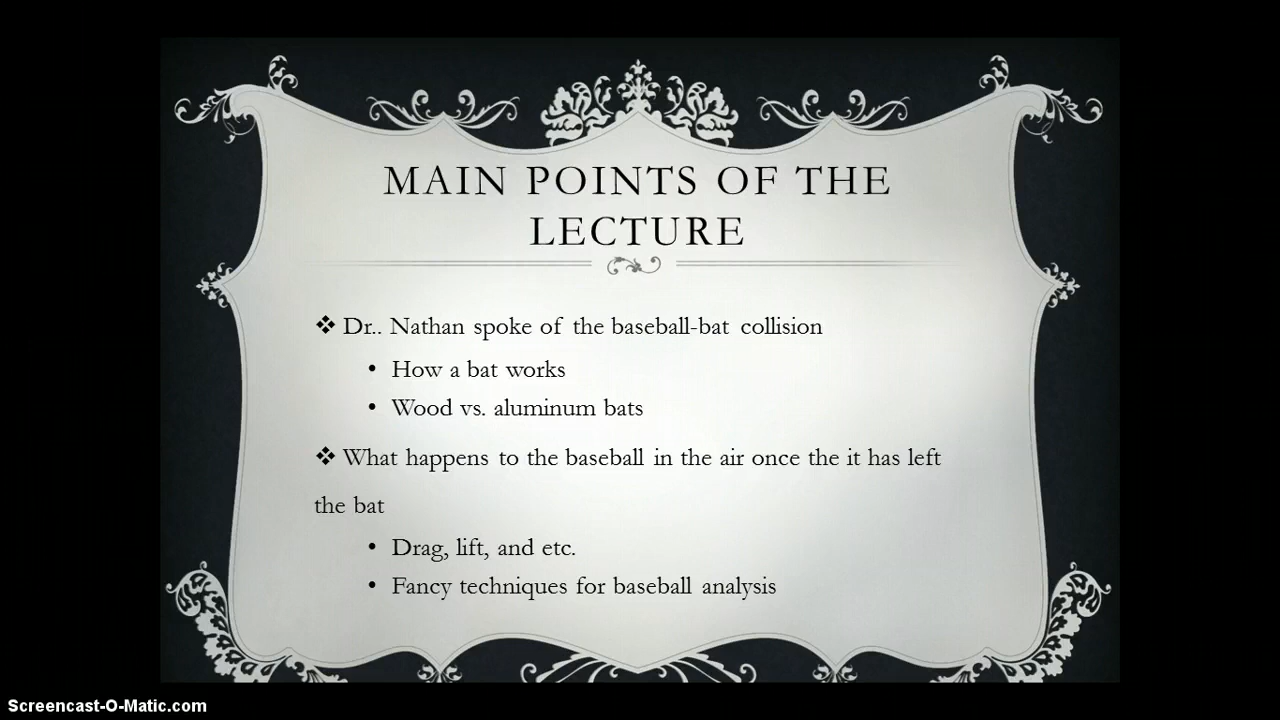 MAIN POINTS OF THE
LECTURE
❖ Dr.. Nathan spoke of the baseball-bat collision
• How a bat works
• Wood vs. aluminum bats
❖ What happens to the baseball in the air once the it has left
the bat
• Drag, lift, and etc.
• Fancy techniques for baseball analysis
Screencast-O-Matic.com